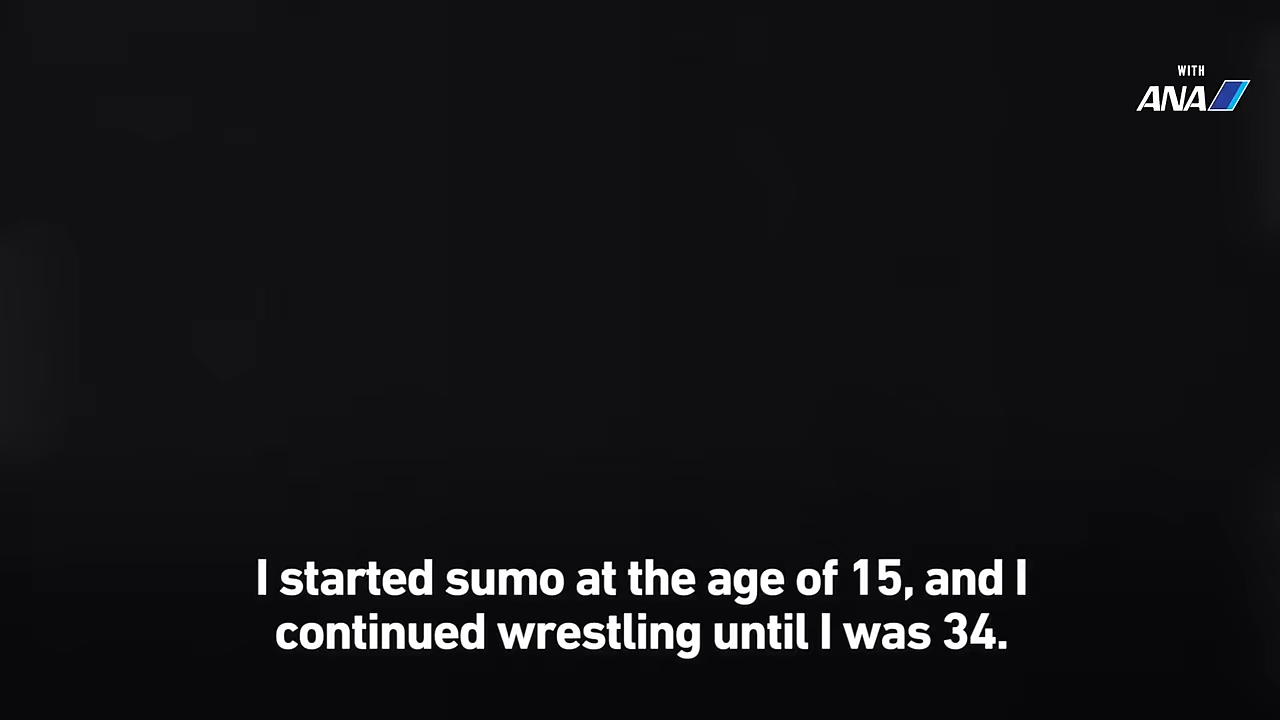 WITH
ANA
I started sumo at the age of 15, and I
continued wrestling until I was 34.